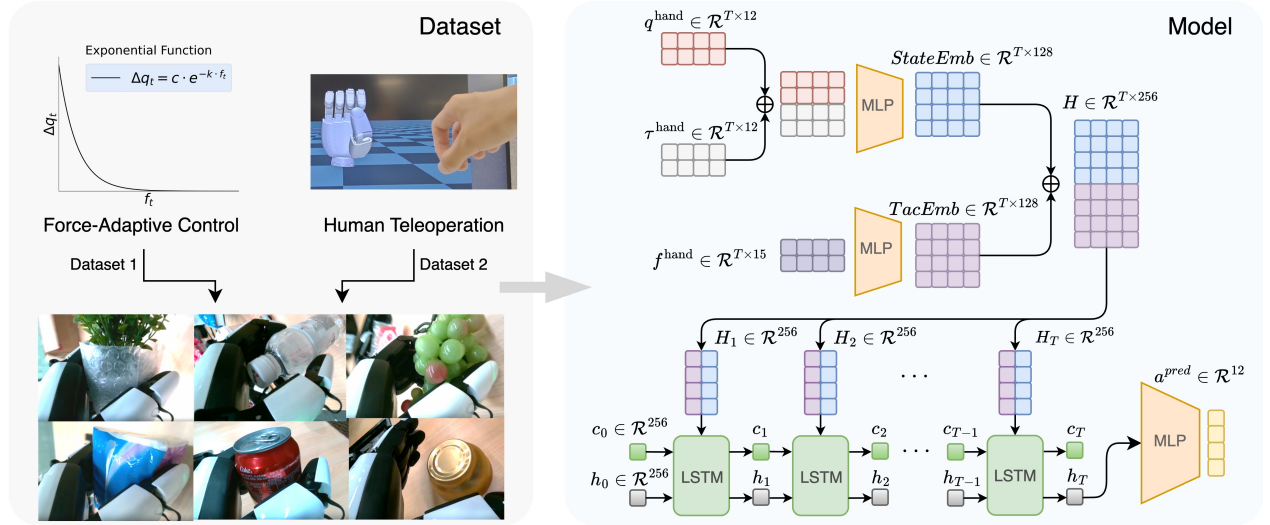 Dataset
Exponential Function
Δq_t = c · e^{−k · f_t}
Δq_t
f_t
Force-Adaptive Control
Human Teleoperation
Dataset 1
Dataset 2
Coke
Model
q^{hand} ∈ ℛ^{T×12}
τ^{hand} ∈ ℛ^{T×12}
MLP
StateEmb ∈ ℛ^{T×128}
H ∈ ℛ^{T×256}
f^{hand} ∈ ℛ^{T×15}
MLP
TacEmb ∈ ℛ^{T×128}
H_1 ∈ ℛ^{256}
H_2 ∈ ℛ^{256}
H_T ∈ ℛ^{256}
. . .
a^{pred} ∈ ℛ^{12}
c_0 ∈ ℛ^{256}
c_1
c_2
. . .
c_{T−1}
c_T
h_0 ∈ ℛ^{256}
LSTM
h_1
LSTM
h_2
h_{T−1}
LSTM
h_T
MLP